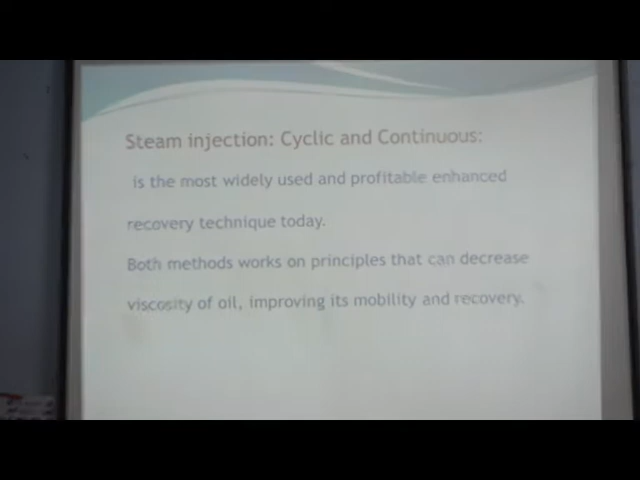 Steam injection: Cyclic and Continuous:
is the most widely used and profitable enhanced
recovery technique today.
Both methods works on principles that can decrease
viscosity of oil, improving its mobility and recovery.